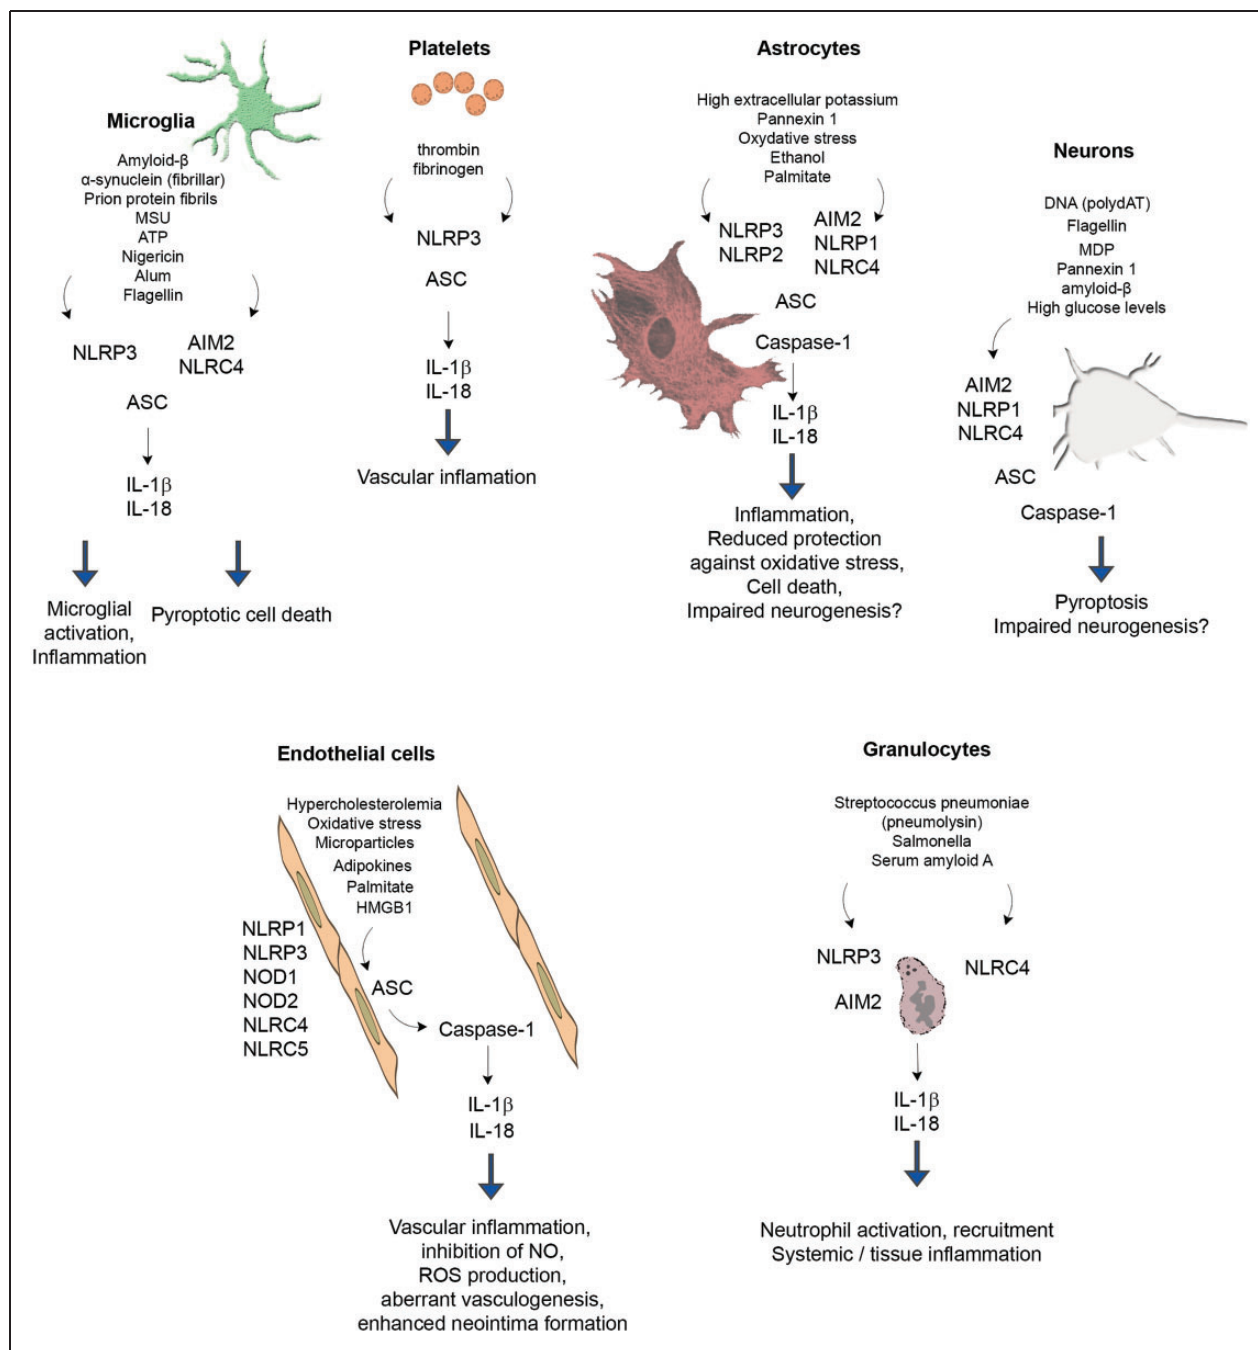 Microglia
Amyloid-β
α-synuclein (fibrillar)
Prion protein fibrils
MSU
ATP
Nigericin
Alum
Flagellin
NLRP3
AIM2
NLRC4
ASC
IL-1β
IL-18
Microglial
activation,
Inflammation
Pyroptotic cell death
Platelets
thrombin
fibrinogen
NLRP3
ASC
IL-1β
IL-18
Vascular inflamation
Astrocytes
High extracellular potassium
Pannexin 1
Oxydative stress
Ethanol
Palmitate
NLRP3
NLRP2
AIM2
NLRP1
NLRC4
ASC
Caspase-1
IL-1β
IL-18
Inflammation,
Reduced protection
against oxidative stress,
Cell death,
Impaired neurogenesis?
Neurons
DNA (polydAT)
Flagellin
MDP
Pannexin 1
amyloid-β
High glucose levels
AIM2
NLRP1
NLRC4
ASC
Caspase-1
Pyroptosis
Impaired neurogenesis?
Endothelial cells
Hypercholesterolemia
Oxidative stress
Microparticles
Adipokines
Palmitate
HMGB1
NLRP1
NLRP3
NOD1
NOD2
NLRC4
NLRC5
ASC
Caspase-1
IL-1β
IL-18
Vascular inflammation,
inhibition of NO,
ROS production,
aberrant vasculogenesis,
enhanced neointima formation
Granulocytes
Streptococcus pneumoniae
(pneumolysin)
Salmonella
Serum amyloid A
NLRP3
AIM2
NLRC4
IL-1β
IL-18
Neutrophil activation, recruitment
Systemic / tissue inflammation